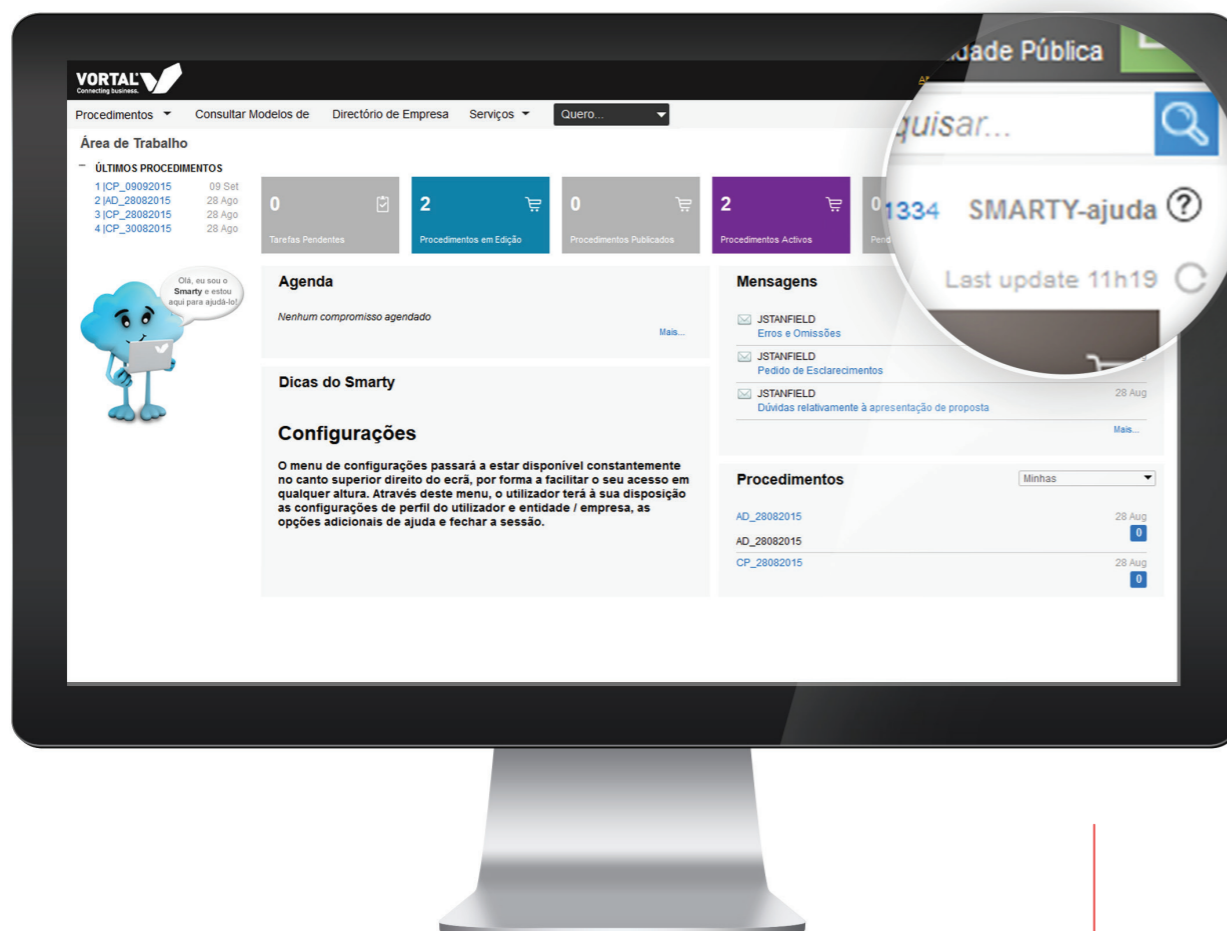 VORTAL
Connecting business.
Procedimentos
Consultar Modelos de
Directório de Empresa
Serviços
Quero...
dade Pública
quisar...
1334 SMARTY-ajuda
Last update 11h19
Área de Trabalho
ÚLTIMOS PROCEDIMENTOS
1 |CP_09092015 09 Set
2 |AD_28082015 28 Ago
3 |CP_28082015 28 Ago
4 |CP_30082015 28 Ago
0
Tarefas Pendentes
2
Procedimentos em Edição
0
Procedimentos Publicados
2
Procedimentos Activos
0
Pend
Olá, eu sou o
Smarty e estou
aqui para ajudá-lo!
Agenda
Nenhum compromisso agendado
Mais...
Dicas do Smarty
Configurações
O menu de configurações passará a estar disponível constantemente
no canto superior direito do ecrã, por forma a facilitar o seu acesso em
qualquer altura. Através deste menu, o utilizador terá à sua disposição
as configurações de perfil do utilizador e entidade / empresa, as
opções adicionais de ajuda e fechar a sessão.
Mensagens
JSTANFIELD
Erros e Omissões
JSTANFIELD
Pedido de Esclarecimentos
JSTANFIELD 28 Aug
Dúvidas relativamente à apresentação de proposta
Mais...
Procedimentos
Minhas
AD_28082015 28 Aug
0
AD_28082015
CP_28082015 28 Aug
0